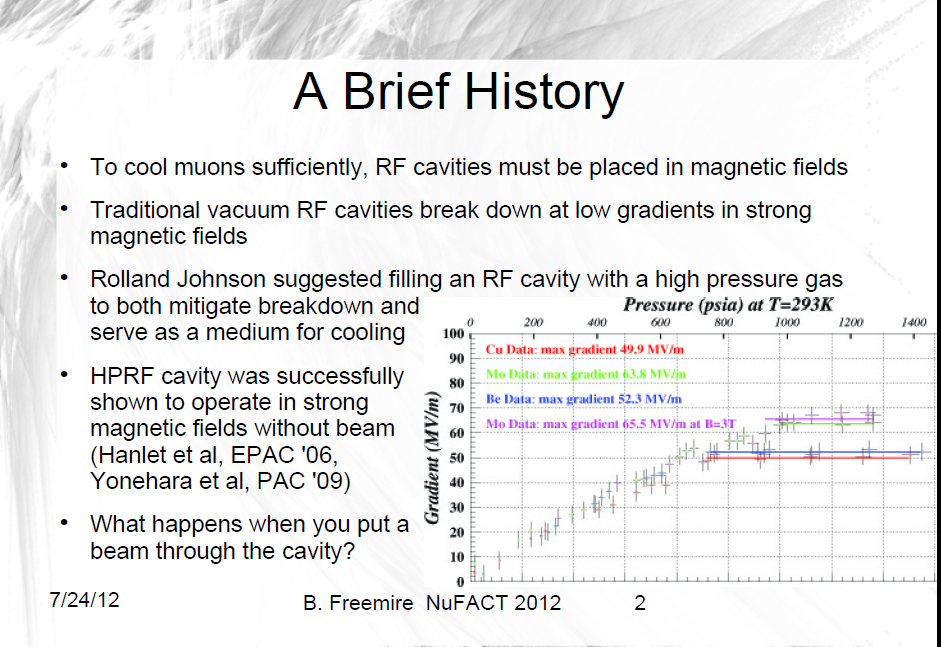 A Brief History
• To cool muons sufficiently, RF cavities must be placed in magnetic fields
• Traditional vacuum RF cavities break down at low gradients in strong
magnetic fields
• Rolland Johnson suggested filling an RF cavity with a high pressure gas
to both mitigate breakdown and
serve as a medium for cooling
• HPRF cavity was successfully
shown to operate in strong
magnetic fields without beam
(Hanlet et al, EPAC '06,
Yonehara et al, PAC '09)
• What happens when you put a
beam through the cavity?
Pressure (psia) at T=293K
0 200 400 600 800 1000 1200 1400
Gradient (MV/m)
100
90
80
70
60
50
40
30
20
10
0
Cu Data: max gradient 49.9 MV/m
Mo Data: max gradient 63.8 MV/m
Be Data: max gradient 52.3 MV/m
Mo Data: max gradient 65.5 MV/m at B=3T
7/24/12
B. Freemire NuFACT 2012
2